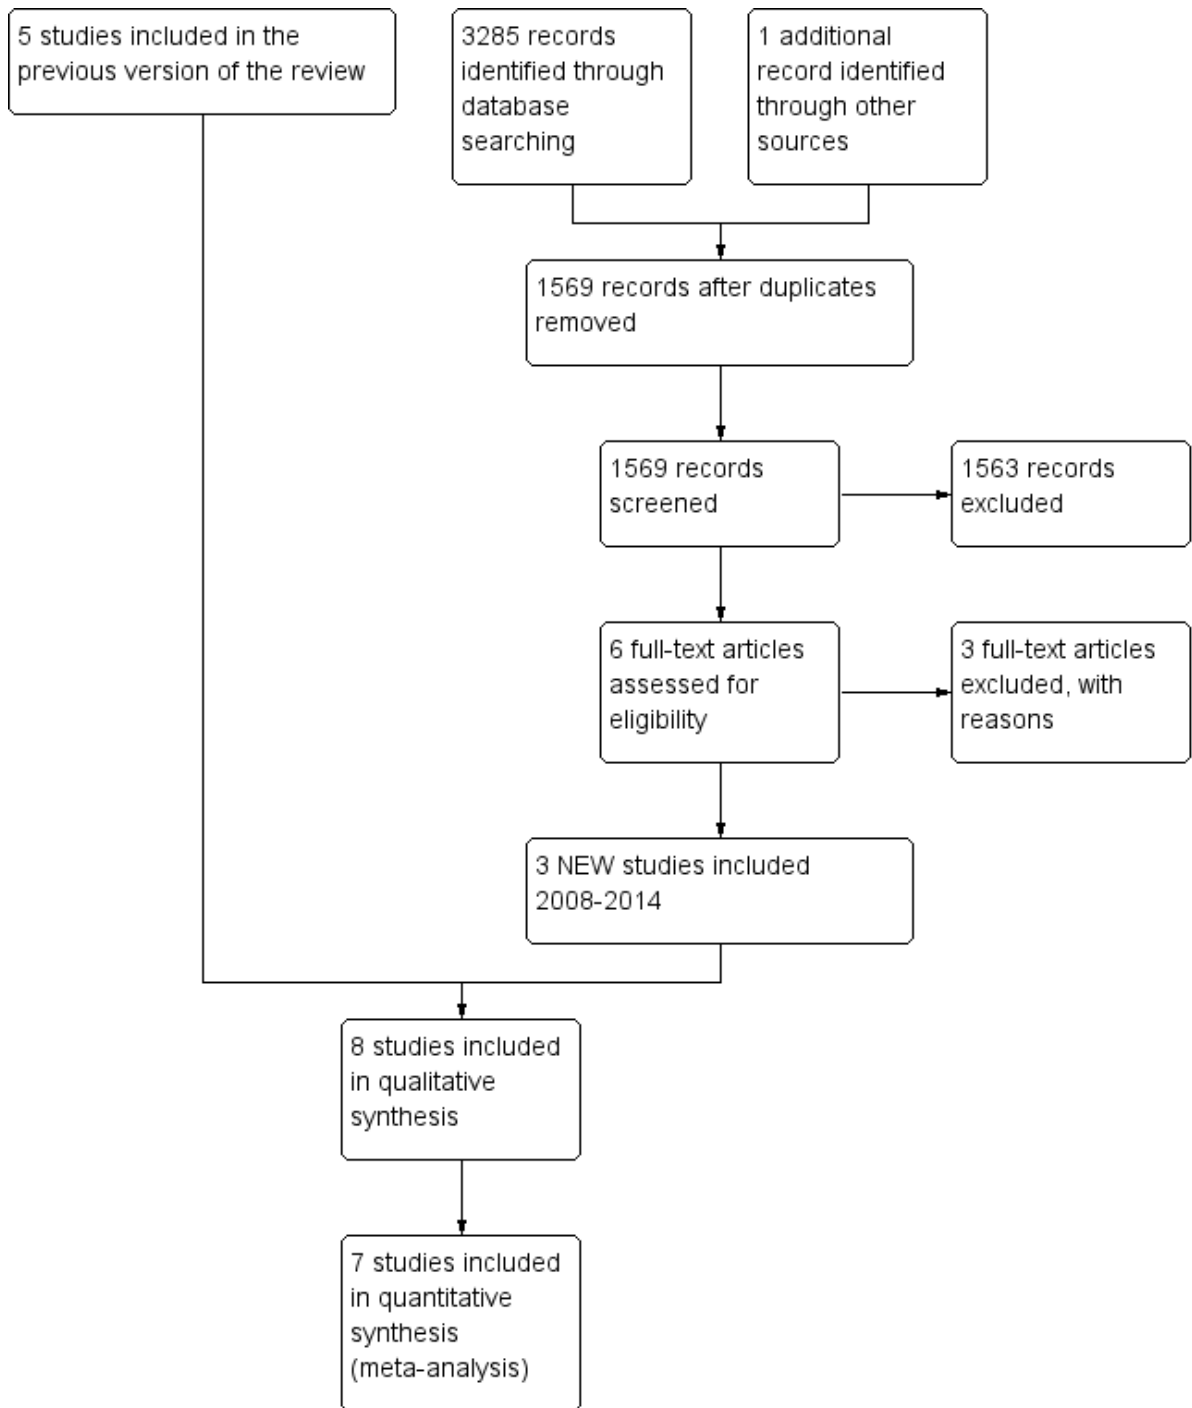 5 studies included in the
previous version of the review
3285 records
identified through
database
searching
1 additional
record identified
through other
sources
1569 records after duplicates
removed
1569 records
screened
1563 records
excluded
6 full-text articles
assessed for
eligibility
3 full-text articles
excluded, with
reasons
3 NEW studies included
2008-2014
8 studies included
in qualitative
synthesis
7 studies included
in quantitative
synthesis
(meta-analysis)